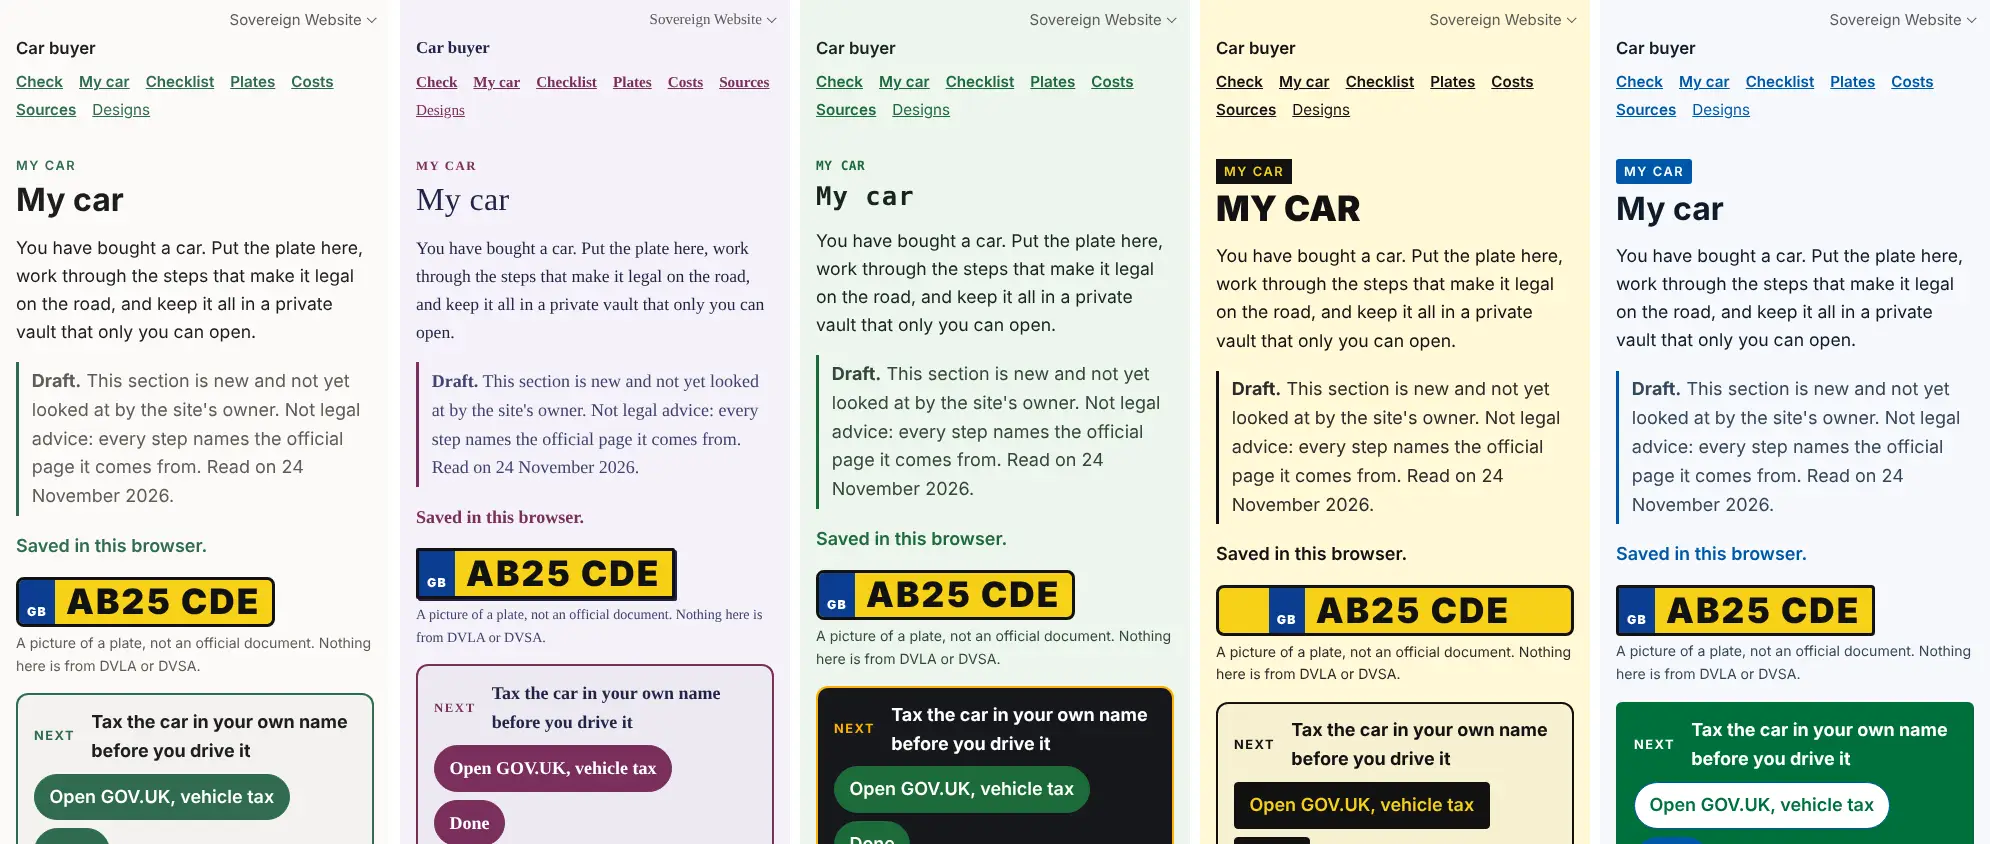 Sovereign Website
Car buyer
Check My car Checklist Plates Costs
Sources Designs
MY CAR
My car
You have bought a car. Put the plate here,
work through the steps that make it legal
on the road, and keep it all in a private
vault that only you can open.
Draft. This section is new and not yet
looked at by the site's owner. Not legal
advice: every step names the official
page it comes from. Read on 24
November 2026.
Saved in this browser.
GB AB25 CDE
A picture of a plate, not an official document. Nothing
here is from DVLA or DVSA.
NEXT Tax the car in your own name
before you drive it
Open GOV.UK, vehicle tax
Sovereign Website
Car buyer
Check My car Checklist Plates Costs Sources
Designs
MY CAR
My car
You have bought a car. Put the plate here, work
through the steps that make it legal on the road,
and keep it all in a private vault that only you can
open.
Draft. This section is new and not yet looked
at by the site's owner. Not legal advice: every
step names the official page it comes from.
Read on 24 November 2026.
Saved in this browser.
GB AB25 CDE
A picture of a plate, not an official document. Nothing here is
from DVLA or DVSA.
NEXT Tax the car in your own name
before you drive it
Open GOV.UK, vehicle tax
Done
Sovereign Website
Car buyer
Check My car Checklist Plates Costs
Sources Designs
MY CAR
My car
You have bought a car. Put the plate here,
work through the steps that make it legal
on the road, and keep it all in a private
vault that only you can open.
Draft. This section is new and not yet
looked at by the site's owner. Not legal
advice: every step names the official
page it comes from. Read on 24
November 2026.
Saved in this browser.
GB AB25 CDE
A picture of a plate, not an official document. Nothing
here is from DVLA or DVSA.
NEXT Tax the car in your own name
before you drive it
Open GOV.UK, vehicle tax
Done
Sovereign Website
Car buyer
Check My car Checklist Plates Costs
Sources Designs
MY CAR
MY CAR
You have bought a car. Put the plate here,
work through the steps that make it legal
on the road, and keep it all in a private
vault that only you can open.
Draft. This section is new and not yet
looked at by the site's owner. Not legal
advice: every step names the official
page it comes from. Read on 24
November 2026.
Saved in this browser.
GB AB25 CDE
A picture of a plate, not an official document. Nothing
here is from DVLA or DVSA.
NEXT Tax the car in your own name
before you drive it
Open GOV.UK, vehicle tax
Sovereign Website
Car buyer
Check My car Checklist Plates Costs
Sources Designs
MY CAR
My car
You have bought a car. Put the plate here,
work through the steps that make it legal
on the road, and keep it all in a private
vault that only you can open.
Draft. This section is new and not yet
looked at by the site's owner. Not legal
advice: every step names the official
page it comes from. Read on 24
November 2026.
Saved in this browser.
GB AB25 CDE
A picture of a plate, not an official document. Nothing
here is from DVLA or DVSA.
NEXT Tax the car in your own name
before you drive it
Open GOV.UK, vehicle tax